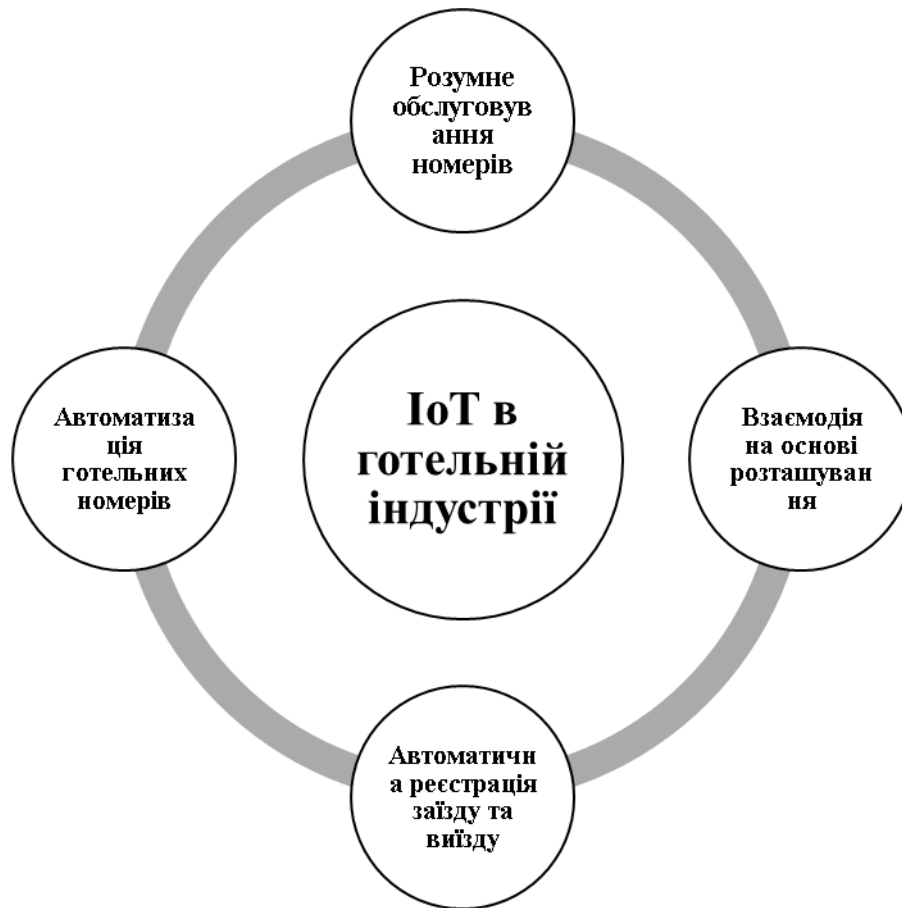 Розумне
обслуговув
ання
номерів
Автоматиза
ція
готельних
номерів
ІоТ в
готельній
індустрії
Взаємодія
на основі
розташуван
ня
Автоматичн
а реєстрація
заїзду та
виїзду